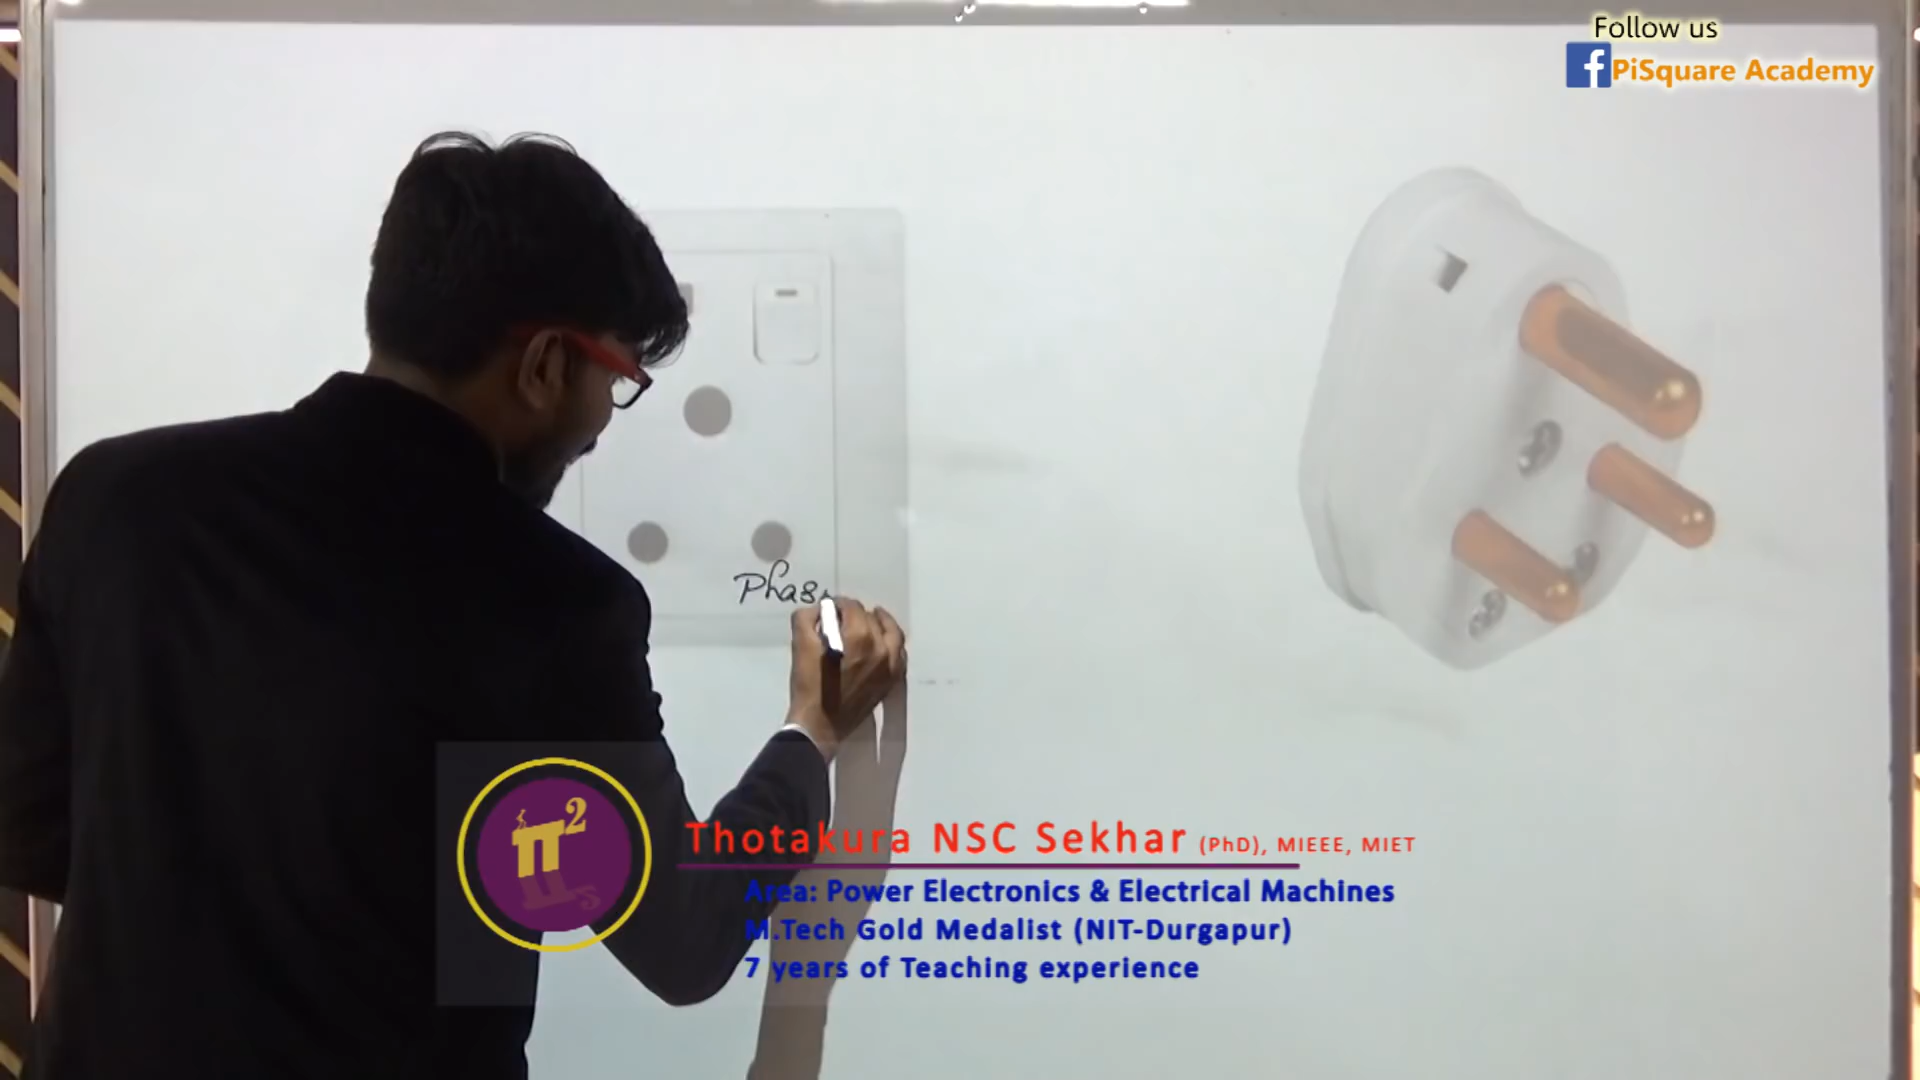 Follow us
PiSquare Academy
Phas
π²
Thotakura NSC Sekhar (PhD), MIEEE, MIET
Area: Power Electronics & Electrical Machines
M.Tech Gold Medalist (NIT-Durgapur)
7 years of Teaching experience